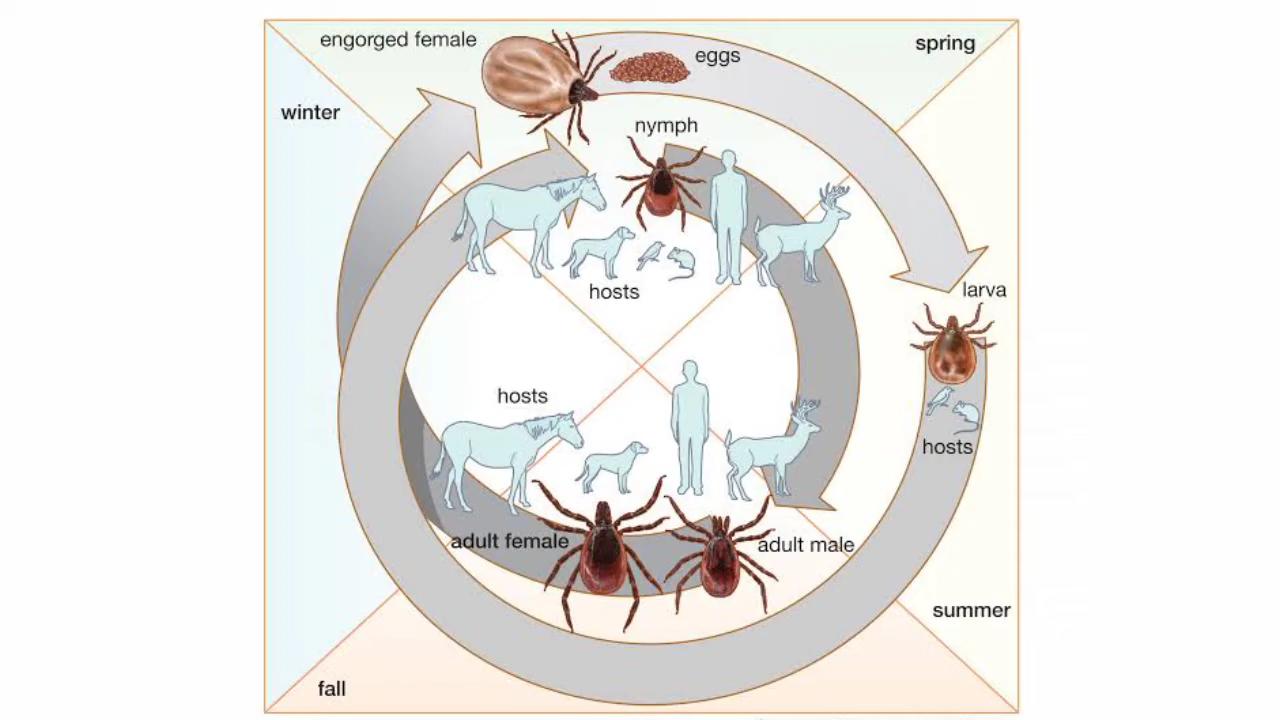 engorged female
eggs
spring
winter
nymph
hosts
larva
hosts
hosts
adult female
adult male
summer
fall